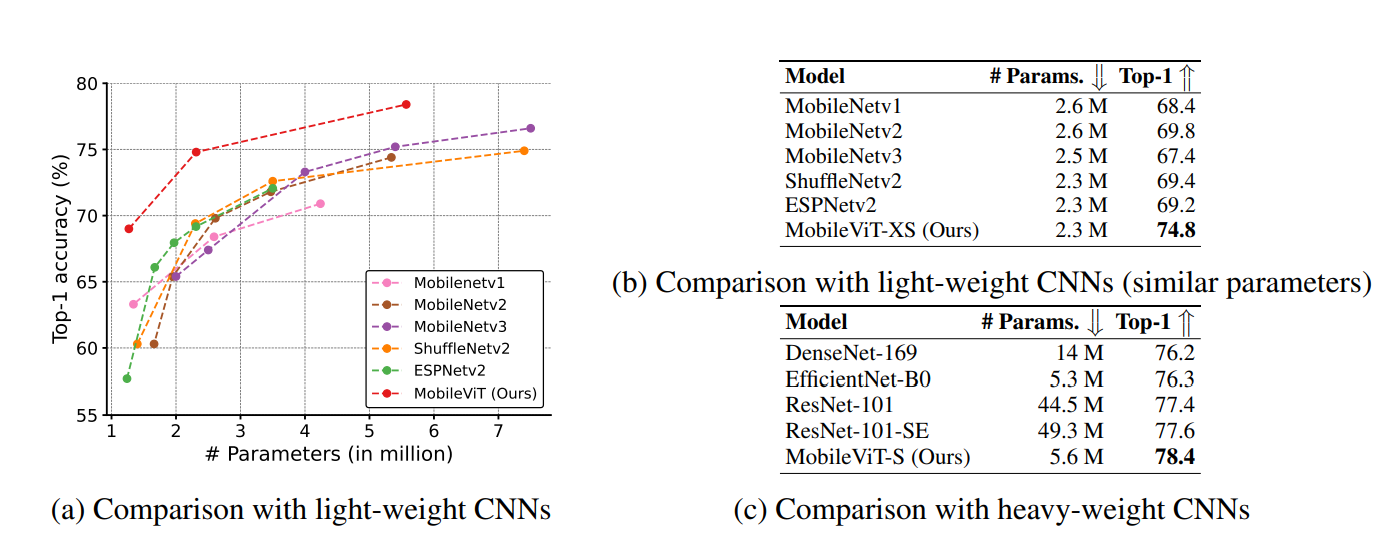 80
75
70
65
60
55
Top-1 accuracy (%)
1 2 3 4 5 6 7
# Parameters (in million)
Mobilenetv1
MobileNetv2
MobileNetv3
ShuffleNetv2
ESPNetv2
MobileViT (Ours)
(a) Comparison with light-weight CNNs
Model # Params. ⇓ Top-1 ⇑
MobileNetv1 2.6 M 68.4
MobileNetv2 2.6 M 69.8
MobileNetv3 2.5 M 67.4
ShuffleNetv2 2.3 M 69.4
ESPNetv2 2.3 M 69.2
MobileViT-XS (Ours) 2.3 M 74.8
(b) Comparison with light-weight CNNs (similar parameters)
Model # Params. ⇓ Top-1 ⇑
DenseNet-169 14 M 76.2
EfficientNet-B0 5.3 M 76.3
ResNet-101 44.5 M 77.4
ResNet-101-SE 49.3 M 77.6
MobileViT-S (Ours) 5.6 M 78.4
(c) Comparison with heavy-weight CNNs